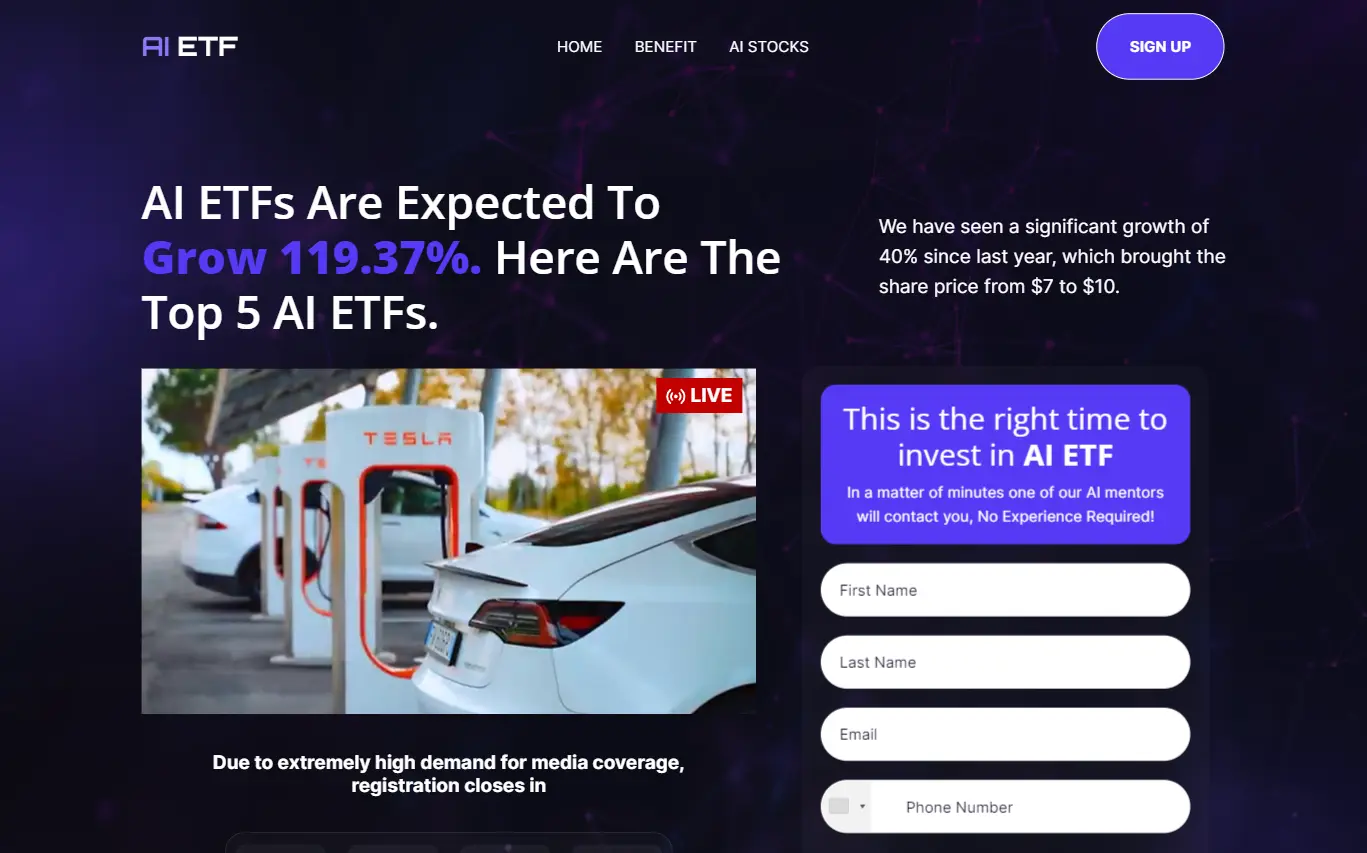 AI ETF
HOME
BENEFIT
AI STOCKS
SIGN UP
AI ETFs Are Expected To
Grow 119.37%. Here Are The
Top 5 AI ETFs.
We have seen a significant growth of
40% since last year, which brought the
share price from $7 to $10.
LIVE
TESLA
This is the right time to
invest in AI ETF
In a matter of minutes one of our AI mentors
will contact you, No Experience Required!
First Name
Last Name
Email
Phone Number
Due to extremely high demand for media coverage,
registration closes in